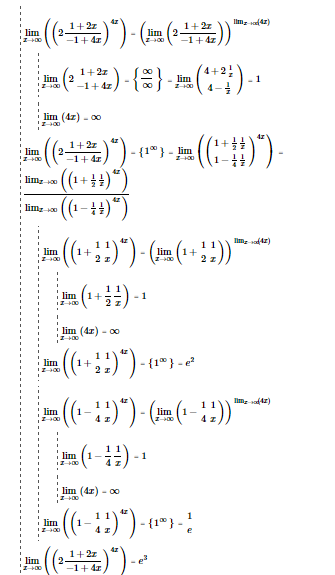 lim_{x→∞} ((2 (1+2x)/(−1+4x))^{4x}) = (lim_{x→∞} (2 (1+2x)/(−1+4x)))^{lim_{x→∞}(4x)}
lim_{x→∞} (2 (1+2x)/(−1+4x)) = {∞/∞} = lim_{x→∞} ((4+2 1/x)/(4−1/x)) = 1
lim_{x→∞} (4x) = ∞
lim_{x→∞} ((2 (1+2x)/(−1+4x))^{4x}) = {1^∞} = lim_{x→∞} (((1+1/2 1/x)/(1−1/4 1/x))^{4x}) =
lim_{x→∞} ((1+1/2 1/x)^{4x})
lim_{x→∞} ((1−1/4 1/x)^{4x})
lim_{x→∞} ((1+1/2 1/x)^{4x}) = (lim_{x→∞} (1+1/2 1/x))^{lim_{x→∞}(4x)}
lim_{x→∞} (1+1/2 1/x) = 1
lim_{x→∞} (4x) = ∞
lim_{x→∞} ((1+1/2 1/x)^{4x}) = {1^∞} = e^2
lim_{x→∞} ((1−1/4 1/x)^{4x}) = (lim_{x→∞} (1−1/4 1/x))^{lim_{x→∞}(4x)}
lim_{x→∞} (1−1/4 1/x) = 1
lim_{x→∞} (4x) = ∞
lim_{x→∞} ((1−1/4 1/x)^{4x}) = {1^∞} = 1/e
lim_{x→∞} ((2 (1+2x)/(−1+4x))^{4x}) = e^3